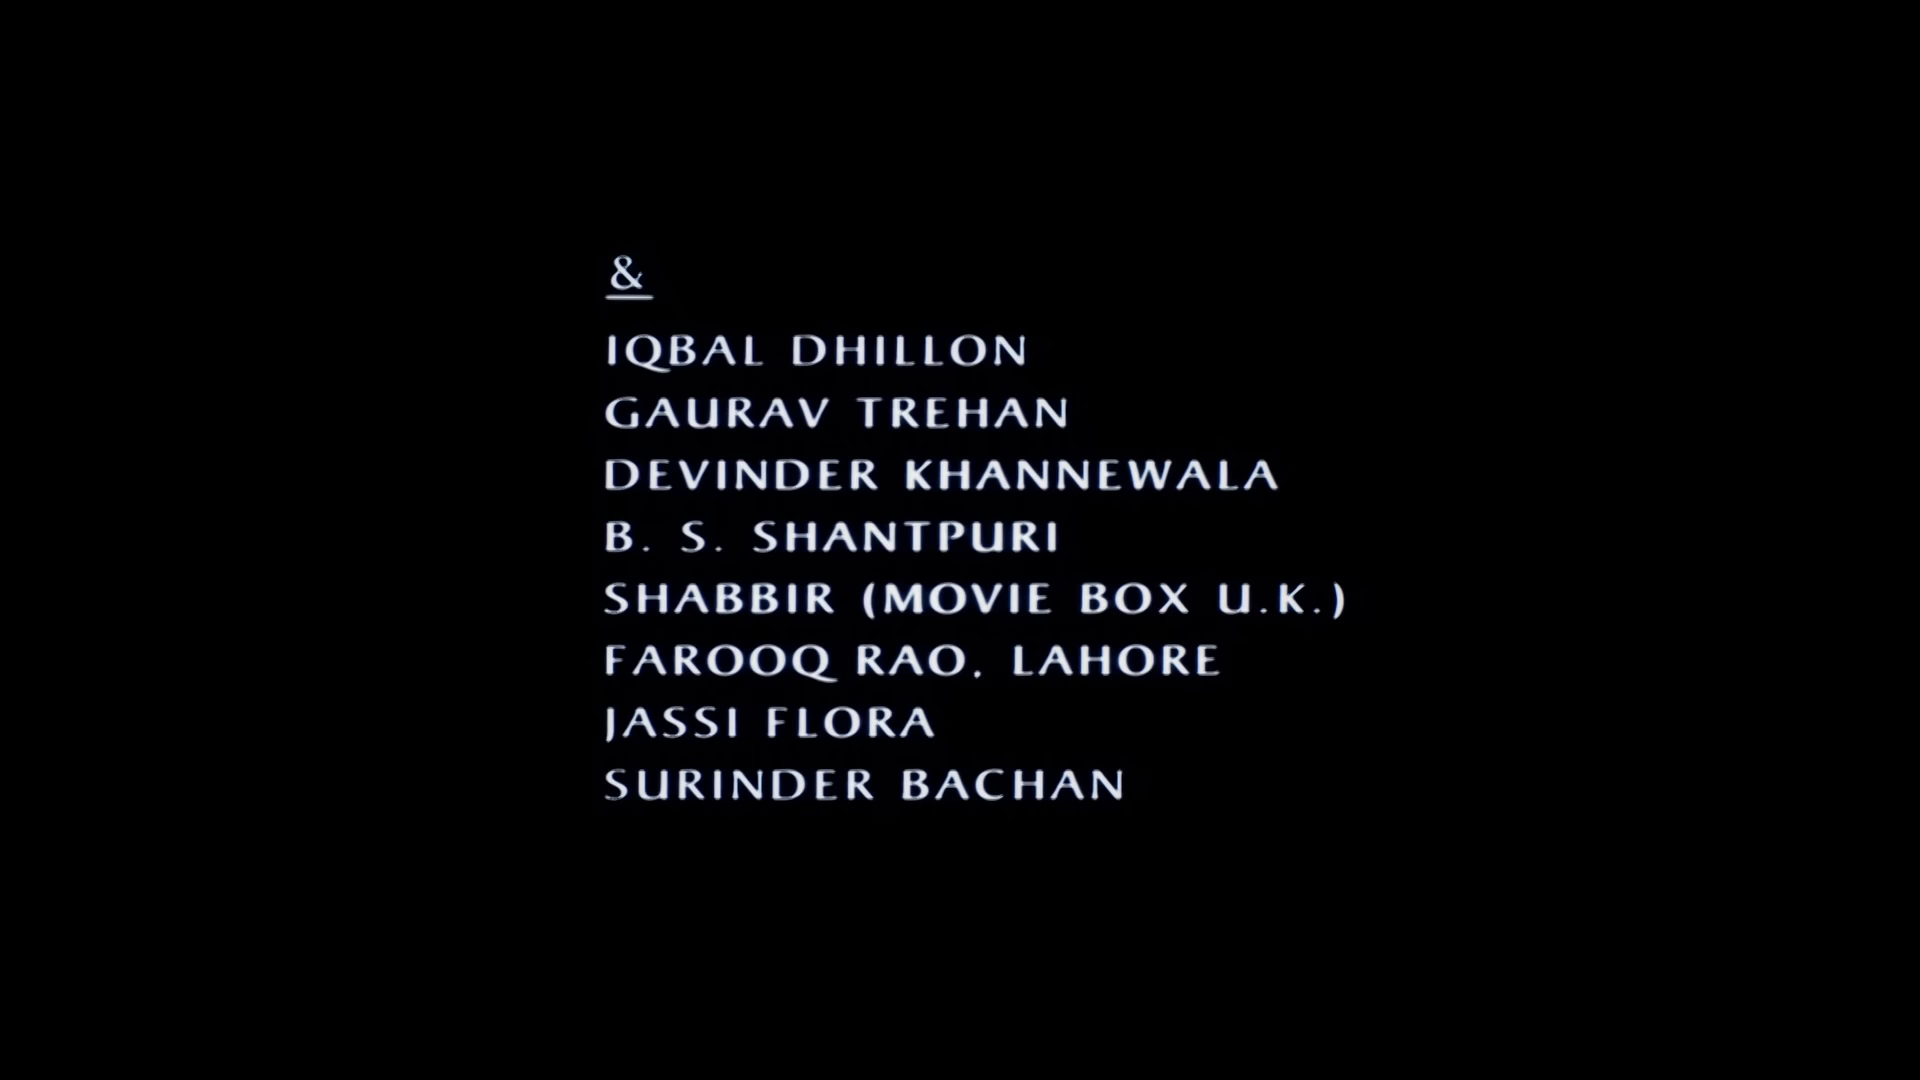 &
IQBAL DHILLON
GAURAV TREHAN
DEVINDER KHANNEWALA
B. S. SHANTPURI
SHABBIR (MOVIE BOX U.K.)
FAROOQ RAO, LAHORE
JASSI FLORA
SURINDER BACHAN